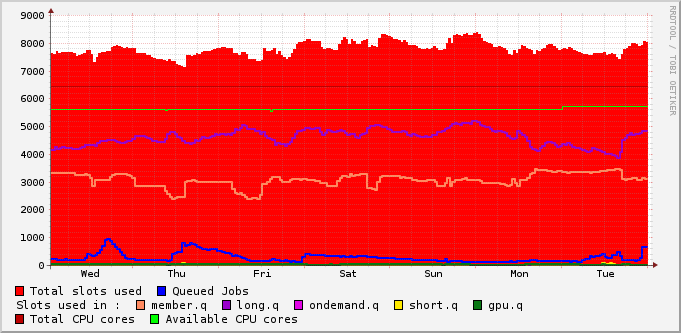 9000
8000
7000
6000
5000
4000
3000
2000
1000
0
Wed Thu Fri Sat Sun Mon Tue
RRDTOOL / TOBI OETIKER
Total slots used Queued Jobs
Slots used in : member.q long.q ondemand.q short.q gpu.q
Total CPU cores Available CPU cores